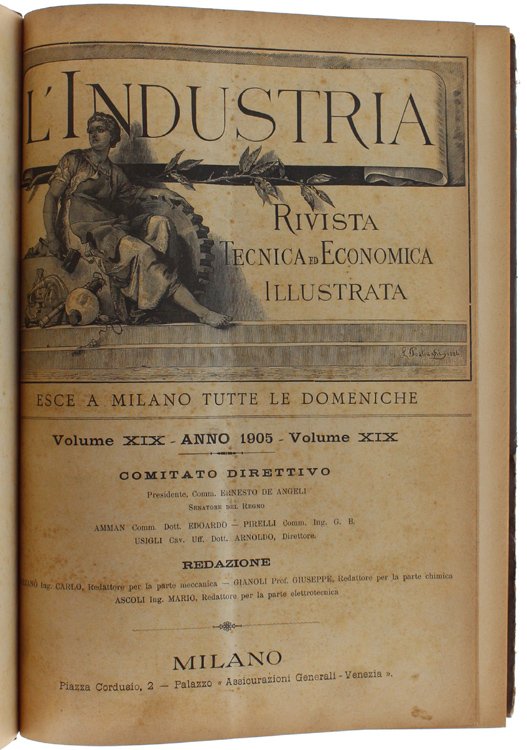 L'INDUSTRIA
RIVISTA
TECNICA ED ECONOMICA
ILLUSTRATA
ESCE A MILANO TUTTE LE DOMENICHE
Volume XIX - ANNO 1905 - Volume XIX
COMITATO DIRETTIVO
Presidente, Comm. ERNESTO DE ANGELI
SENATORE DEL REGNO
AMMAN Comm. Dott. EDOARDO — PIRELLI Comm. Ing. G. B.
USIGLI Cav. Uff. Dott. ARNOLDO, Direttore.
REDAZIONE
Ing. CARLO, Redattore per la parte meccanica — GIANOLI Prof. GIUSEPPE, Redattore per la parte chimica
ASCOLI Ing. MARIO, Redattore per la parte elettrotecnica
MILANO
Piazza Cordusio, 2 — Palazzo « Assicurazioni Generali - Venezia ».